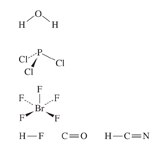 O
H H
P
Cl Cl
Cl
F
F F
Br
F F
H–F C=O H–C≡N